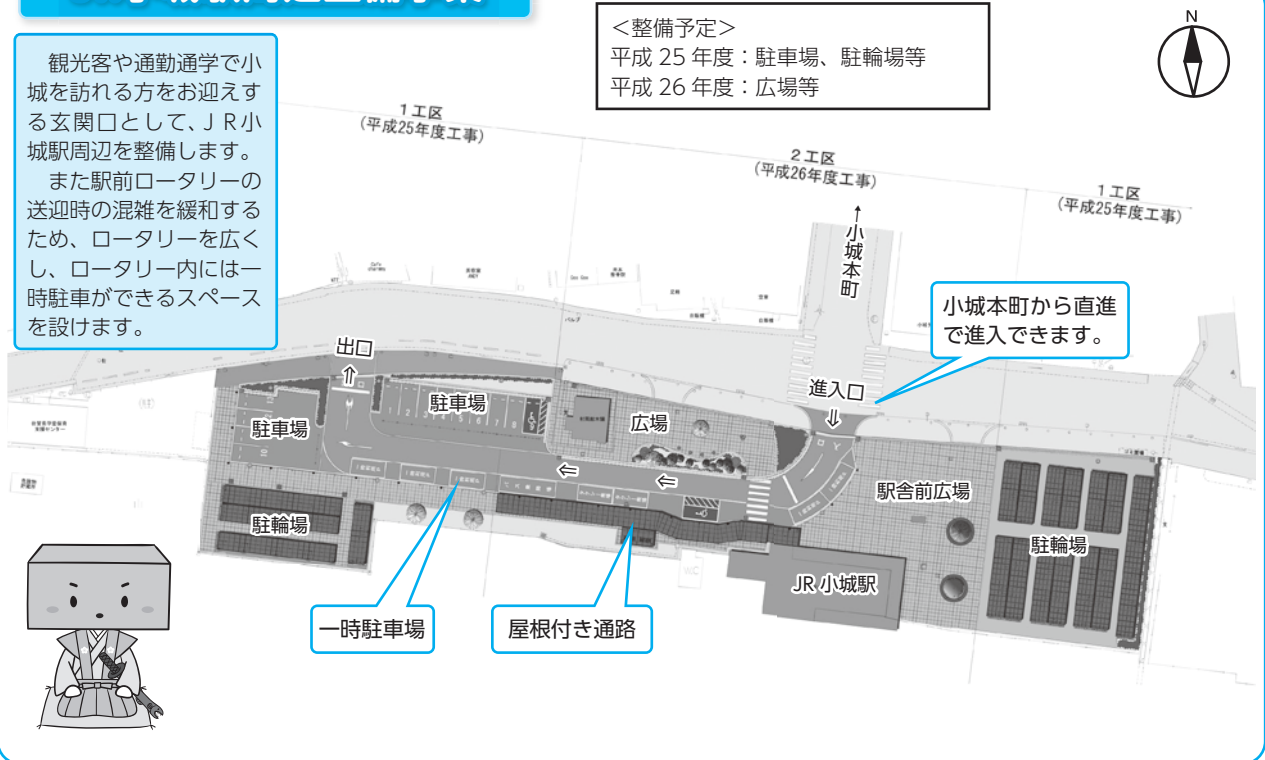 観光客や通勤通学で小
城を訪れる方をお迎えす
る玄関口として、ＪＲ小
城駅周辺を整備します。
また駅前ロータリーの
送迎時の混雑を緩和する
ため、ロータリーを広く
し、ロータリー内には一
時駐車ができるスペース
を設けます。
＜整備予定＞
平成 25 年度：駐車場、駐輪場等
平成 26 年度：広場等
N
1工区
(平成25年度工事)
2工区
(平成26年度工事)
1工区
(平成25年度工事)
↑小城本町
小城本町から直進
で進入できます。
出口
進入口
駐車場
駐車場
広場
駅舎前広場
駐輪場
駐輪場
JR 小城駅
WC
一時駐車場
屋根付き通路